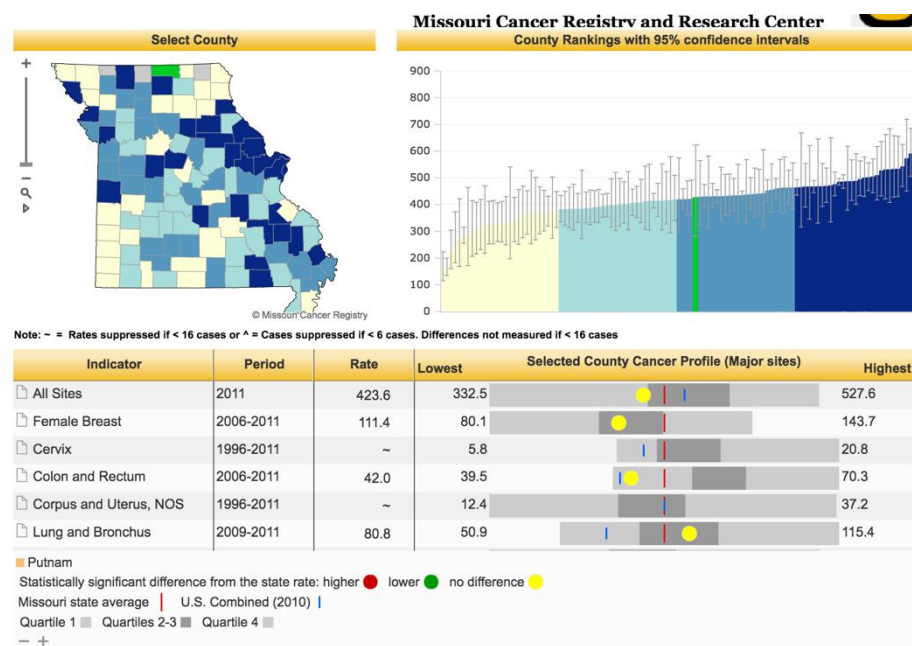 Missouri Cancer Registry and Research Center
Select County
County Rankings with 95% confidence intervals
900
800
700
600
500
400
300
200
100
0
© Missouri Cancer Registry
Note: ~ = Rates suppressed if < 16 cases or ^ = Cases suppressed if < 6 cases. Differences not measured if < 16 cases
Indicator Period Rate Lowest Selected County Cancer Profile (Major sites) Highest
All Sites 2011 423.6 332.5 527.6
Female Breast 2006-2011 111.4 80.1 143.7
Cervix 1996-2011 ~ 5.8 20.8
Colon and Rectum 2006-2011 42.0 39.5 70.3
Corpus and Uterus, NOS 1996-2011 ~ 12.4 37.2
Lung and Bronchus 2009-2011 80.8 50.9 115.4
Putnam
Statistically significant difference from the state rate: higher lower no difference
Missouri state average U.S. Combined (2010)
Quartile 1 Quartiles 2-3 Quartile 4